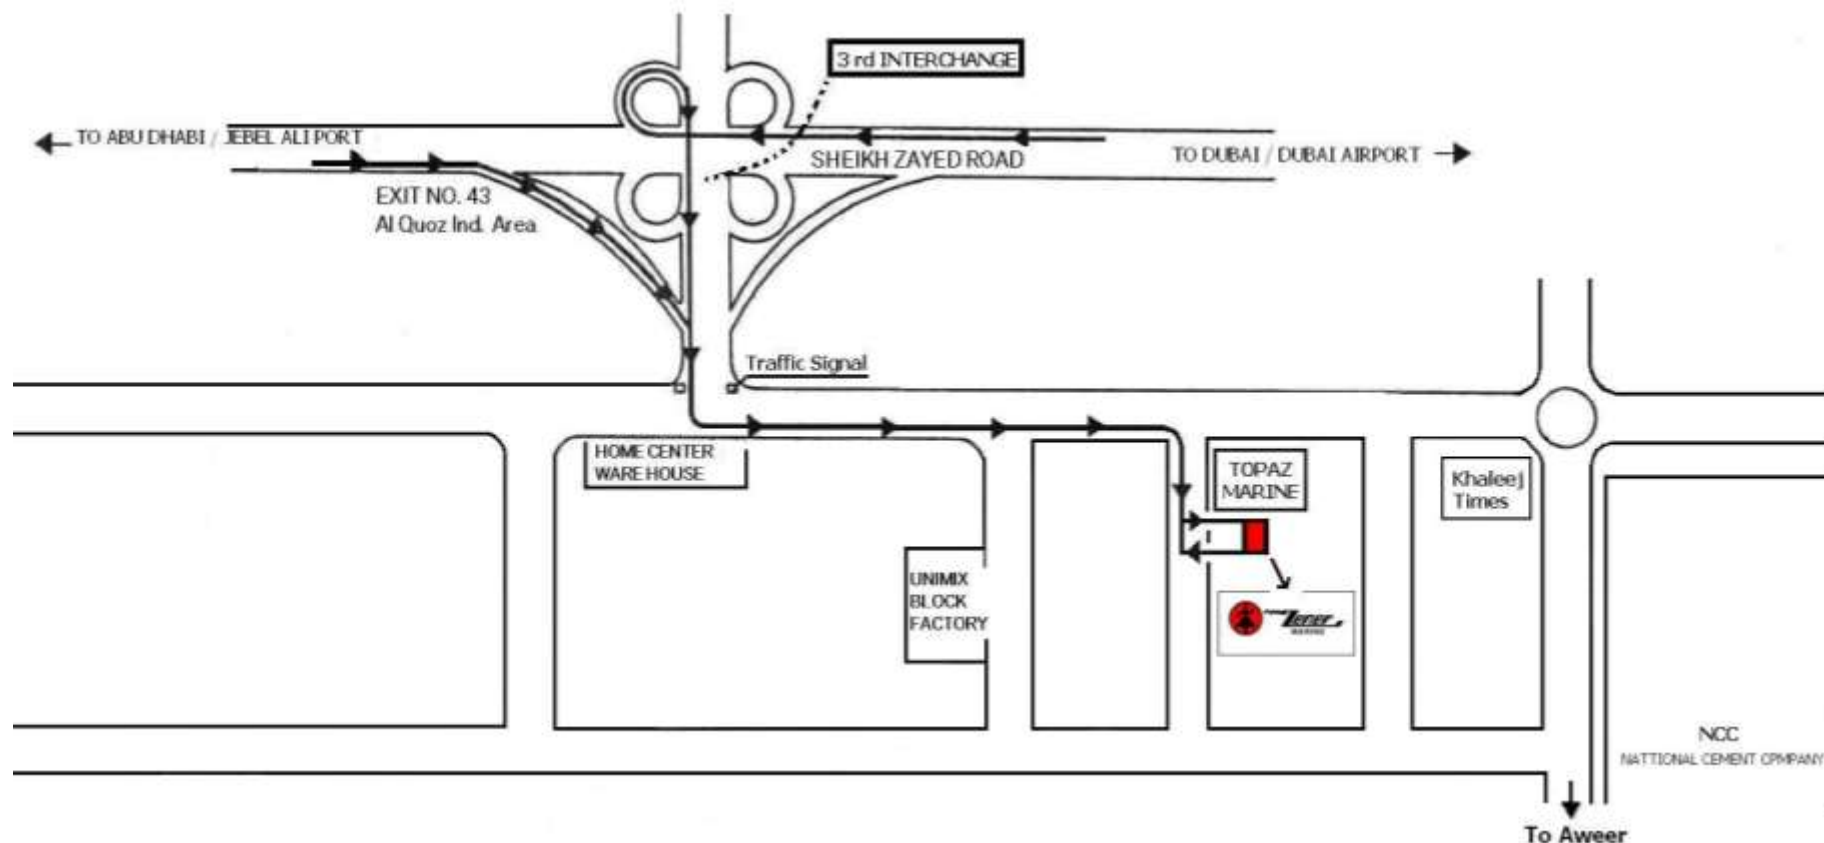 3 rd INTERCHANGE
TO ABU DHABI / JEBEL ALI PORT
SHEIKH ZAYED ROAD
TO DUBAI / DUBAI AIRPORT
EXIT NO. 43
Al Quoz Ind. Area
Traffic Signal
HOME CENTER
WARE HOUSE
TOPAZ
MARINE
Khaleej
Times
UNIMIX
BLOCK
FACTORY
Zener
MARINE
NCC
NATTIONAL CEMENT CPMPANY
To Aweer